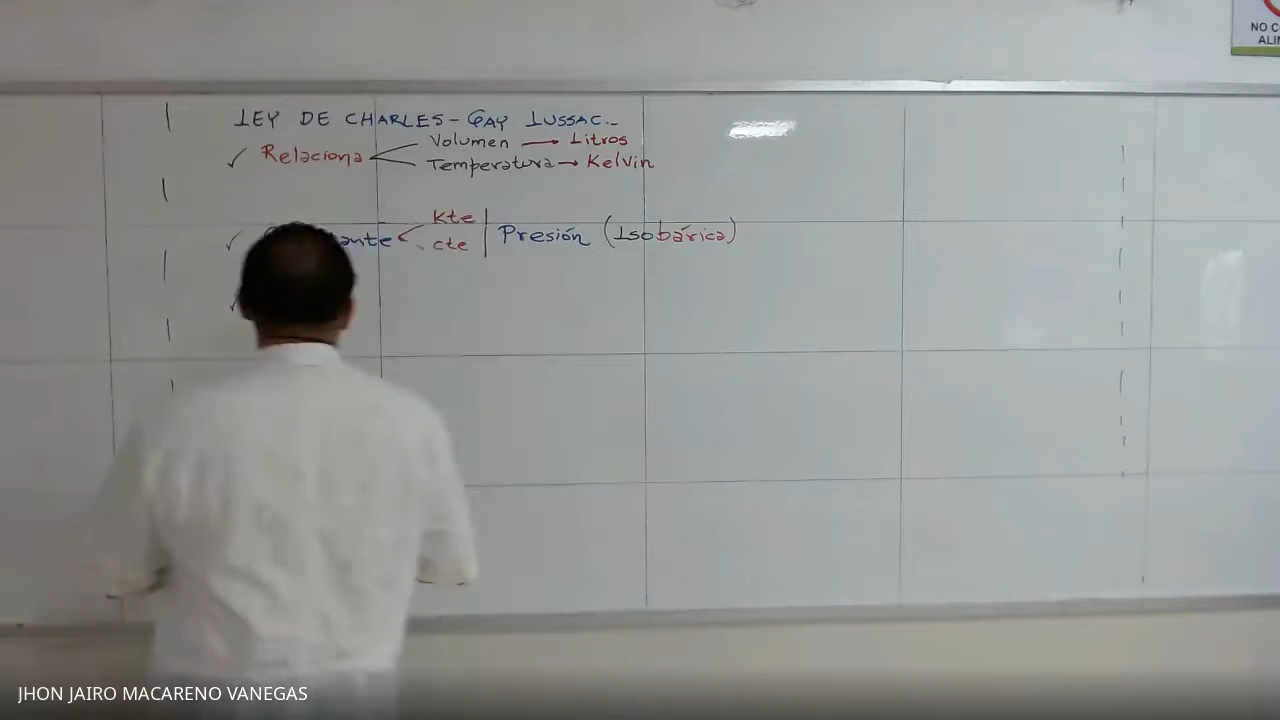 LEY DE CHARLES - GAY LUSSAC.-
✓ Relaciona
Volumen → Litros
Temperatura → Kelvin
✓
Kte
cte
Presión (Isobárica)
JHON JAIRO MACARENO VANEGAS